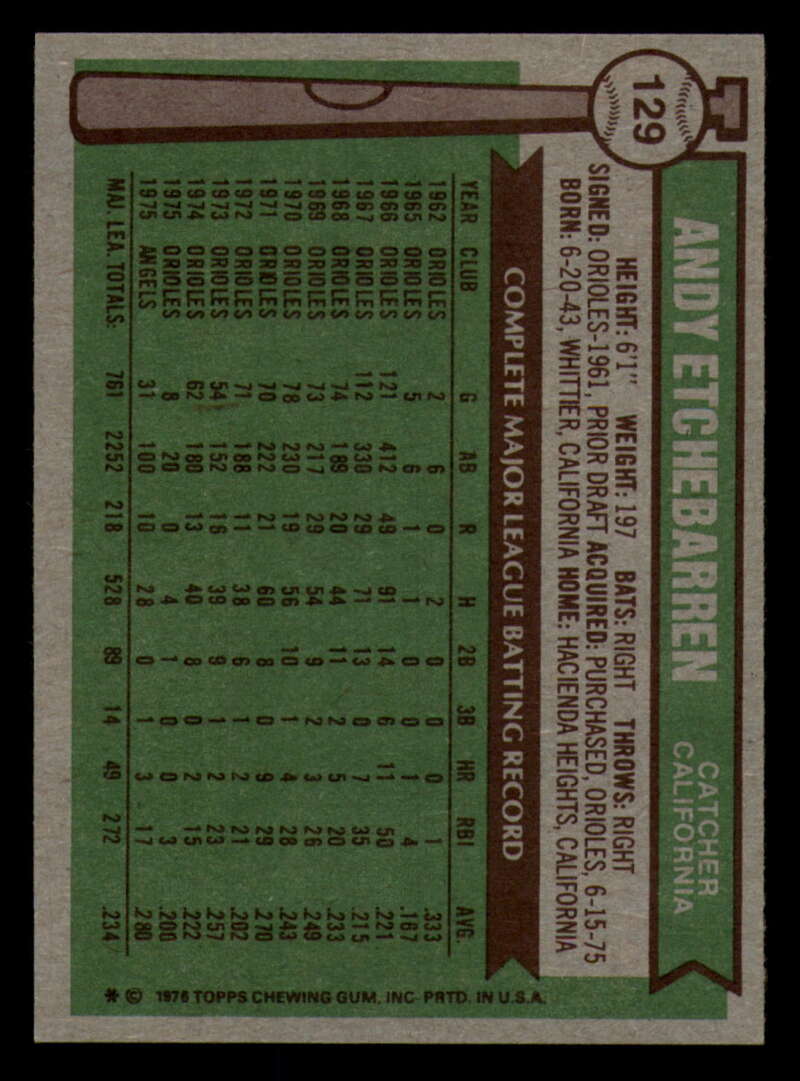 129
ANDY ETCHEBARREN
CATCHER
CALIFORNIA
HEIGHT: 6'1" WEIGHT: 197 BATS: RIGHT THROWS: RIGHT
SIGNED: ORIOLES-1961, PRIOR DRAFT ACQUIRED: PURCHASED, ORIOLES, 6-15-75
BORN: 6-20-43, WHITTIER, CALIFORNIA HOME: HACIENDA HEIGHTS, CALIFORNIA
COMPLETE MAJOR LEAGUE BATTING RECORD
YEAR CLUB G AB R H 2B 3B HR RBI AVG.
1962 ORIOLES 2 6 0 2 0 0 0 1 .333
1965 ORIOLES 5 6 1 1 0 0 1 4 .167
1966 ORIOLES 121 412 49 91 14 6 11 50 .221
1967 ORIOLES 112 330 29 71 13 0 7 35 .215
1968 ORIOLES 74 189 20 44 11 2 5 20 .233
1969 ORIOLES 73 217 29 54 9 2 3 26 .249
1970 ORIOLES 78 230 19 56 10 1 4 28 .243
1971 ORIOLES 70 222 21 60 8 0 9 29 .270
1972 ORIOLES 71 188 11 38 6 1 2 21 .202
1973 ORIOLES 54 152 16 39 9 1 2 23 .257
1974 ORIOLES 62 180 13 40 8 0 2 15 .222
1975 ORIOLES 8 20 0 4 1 0 0 3 .200
1975 ANGELS 31 100 10 28 0 1 3 17 .280
MAJ. LEA. TOTALS: 761 2252 218 528 89 14 49 272 .234
* © 1976 TOPPS CHEWING GUM, INC. PRTD. IN U.S.A.